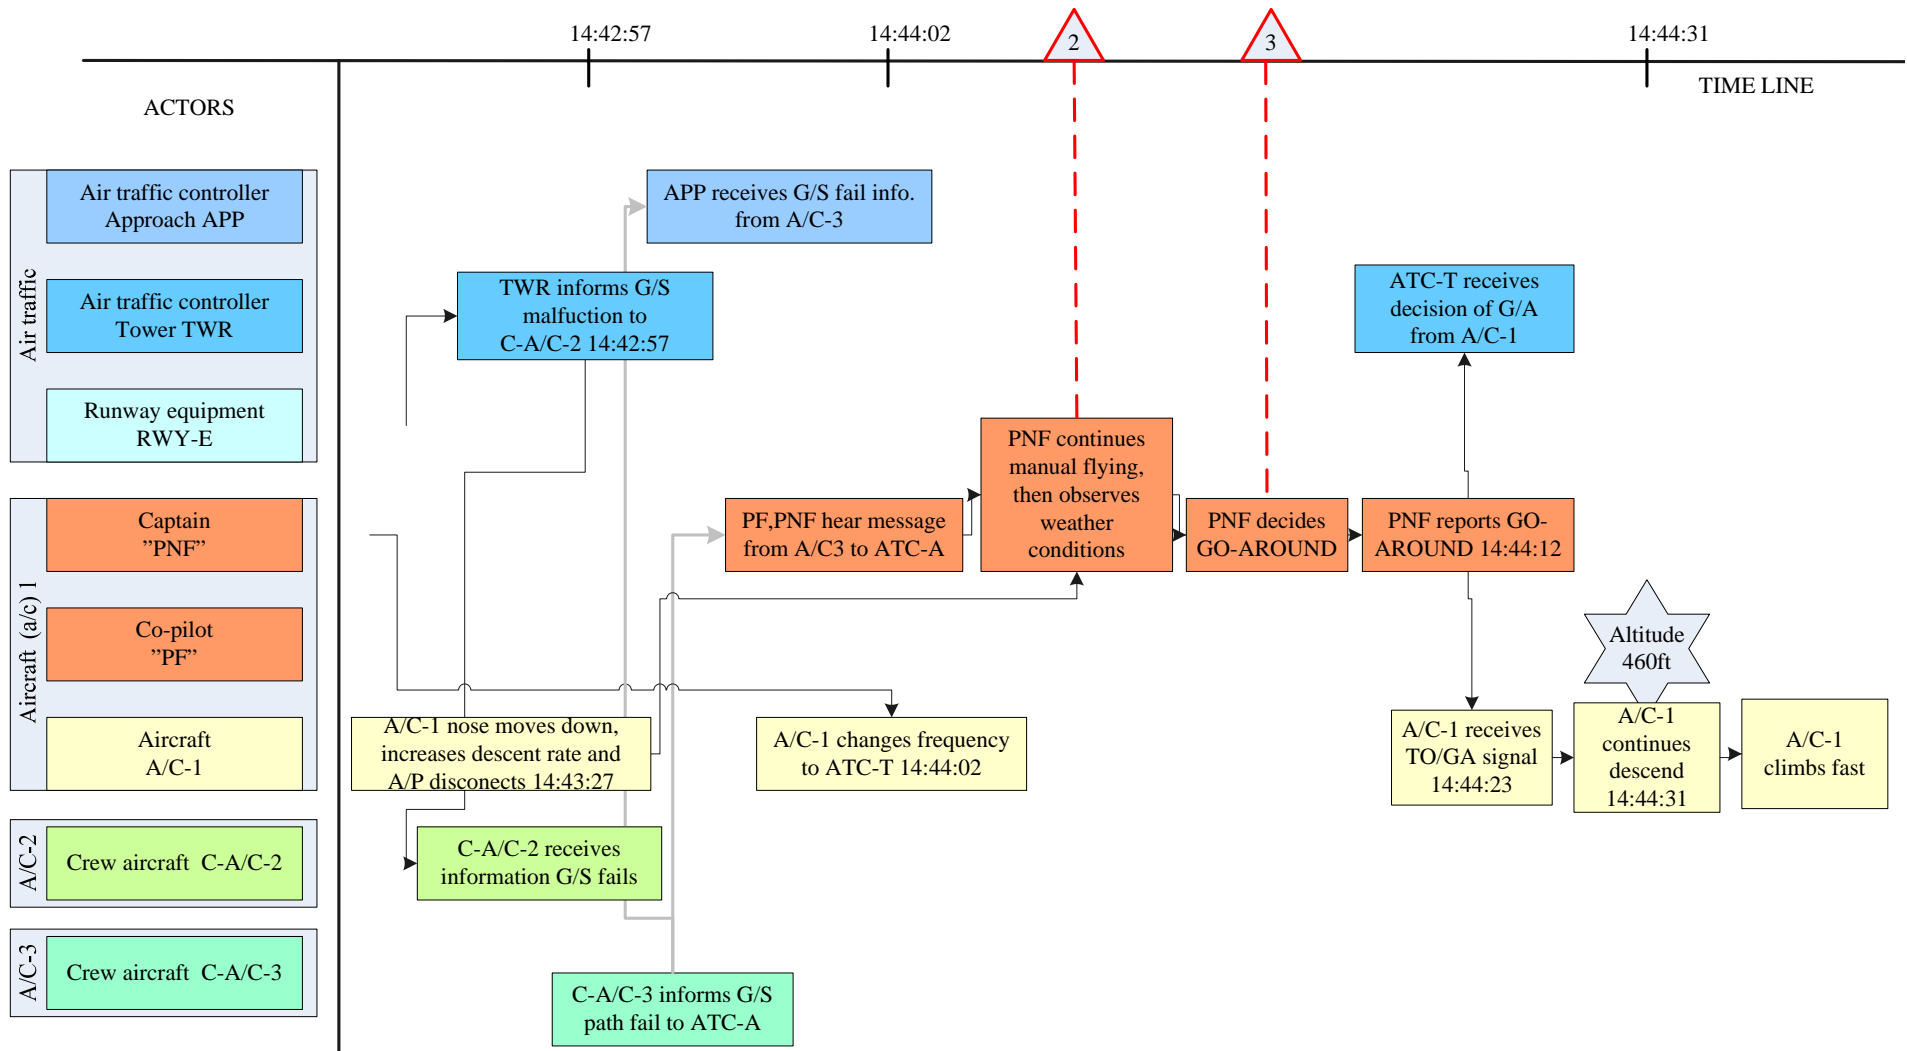 14:42:57
14:44:02
2
3
14:44:31
TIME LINE
ACTORS
Air traffic
Air traffic controller
Approach APP
Air traffic controller
Tower TWR
Runway equipment
RWY-E
Aircraft (a/c) 1
Captain
”PNF”
Co-pilot
”PF”
Aircraft
A/C-1
A/C-2
Crew aircraft C-A/C-2
A/C-3
Crew aircraft C-A/C-3
APP receives G/S fail info.
from A/C-3
TWR informs G/S
malfuction to
C-A/C-2 14:42:57
ATC-T receives
decision of G/A
from A/C-1
PF,PNF hear message
from A/C3 to ATC-A
PNF continues
manual flying,
then observes
weather
conditions
PNF decides
GO-AROUND
PNF reports GO-
AROUND 14:44:12
Altitude
460ft
A/C-1 nose moves down,
increases descent rate and
A/P disconects 14:43:27
A/C-1 changes frequency
to ATC-T 14:44:02
A/C-1 receives
TO/GA signal
14:44:23
A/C-1
continues
descend
14:44:31
A/C-1
climbs fast
C-A/C-2 receives
information G/S fails
C-A/C-3 informs G/S
path fail to ATC-A